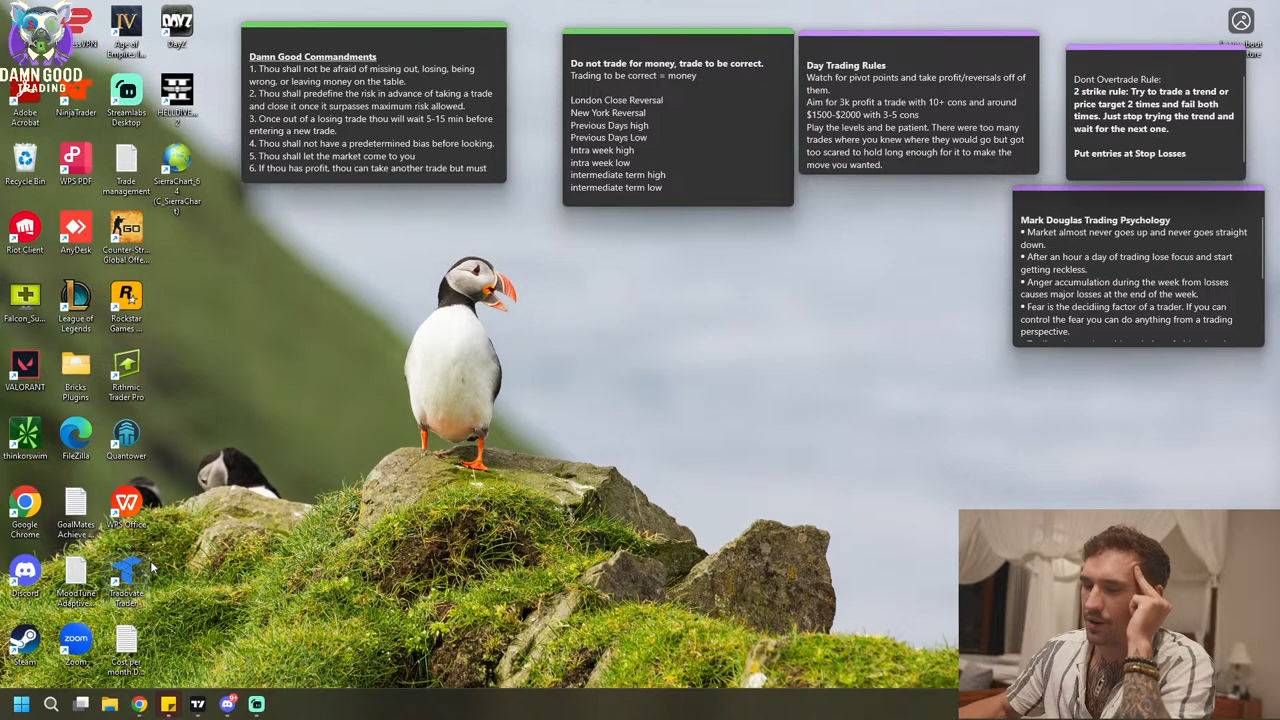 DAMN GOOD
TRADING
Age of
Empires I...
DayZ
Adobe
Acrobat
NinjaTrader
Streamlabs
Desktop
HELLDIVE...
2
Recycle Bin
WPS PDF
Trade
management
SierraChart_6
4
(C_SierraChar
t)
Riot Client
AnyDesk
Counter-Str...
Global Offe...
Falcon_Su...
League of
Legends
Rockstar
Games ...
VALORANT
Bricks
Plugins
Rithmic
Trader Pro
thinkorswim
FileZilla
Quantower
Google
Chrome
GoalMates
Achieve ...
WPS Office
Discord
MoodTune
Adaptive...
Tradovate
Trader
Steam
Zoom
Cost per
month D...
Damn Good Commandments
1. Thou shall not be afraid of missing out, losing, being
wrong, or leaving money on the table.
2. Thou shall predefine the risk in advance of taking a trade
and close it once it surpasses maximum risk allowed.
3. Once out of a losing trade thou will wait 5-15 min before
entering a new trade.
4. Thou shall not have a predetermined bias before looking.
5. Thou shall let the market come to you
6. If thou has profit, thou can take another trade but must
Do not trade for money, trade to be correct.
Trading to be correct = money
London Close Reversal
New York Reversal
Previous Days high
Previous Days Low
Intra week high
intra week low
intermediate term high
intermediate term low
Day Trading Rules
Watch for pivot points and take profit/reversals off of
them.
Aim for 3k profit a trade with 10+ cons and around
$1500-$2000 with 3-5 cons
Play the levels and be patient. There were too many
trades where you knew where they would go but got
too scared to hold long enough for it to make the
move you wanted.
Dont Overtrade Rule:
2 strike rule: Try to trade a trend or
price target 2 times and fail both
times. Just stop trying the trend and
wait for the next one.
Put entries at Stop Losses
Mark Douglas Trading Psychology
• Market almost never goes up and never goes straight
down.
• After an hour a day of trading lose focus and start
getting reckless.
• Anger accumulation during the week from losses
causes major losses at the end of the week.
• Fear is the decidiing factor of a trader. If you can
control the fear you can do anything from a trading
perspective.